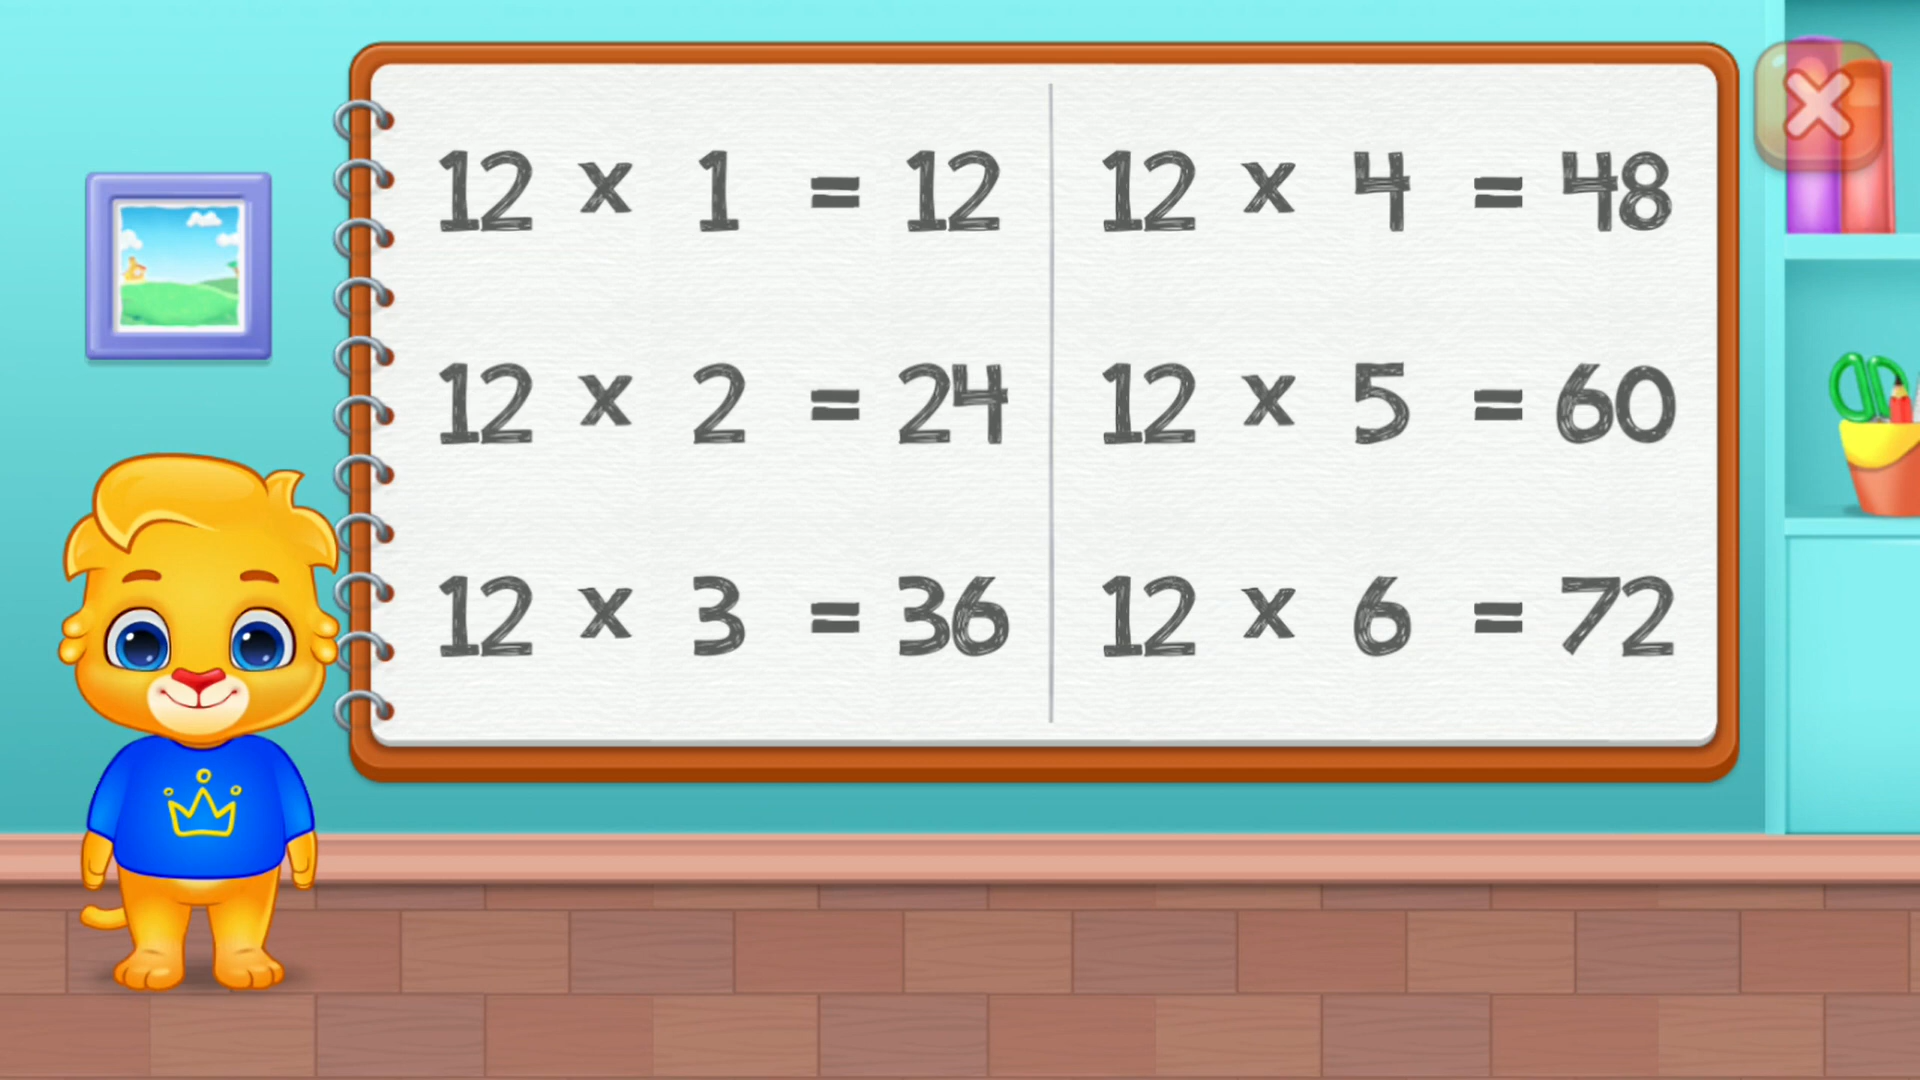 12 x 1 = 12
12 x 2 = 24
12 x 3 = 36
12 x 4 = 48
12 x 5 = 60
12 x 6 = 72